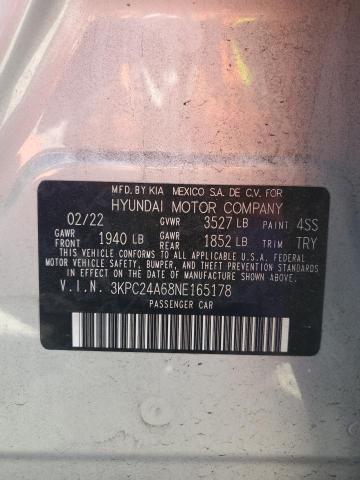 MFD.BY KIA MEXICO S.A. DE C.V. FOR
HYUNDAI MOTOR COMPANY
02/22 GVWR 3527 LB PAINT 4SS
GAWR FRONT 1940 LB GAWR REAR 1852 LB TRIM TRY
THIS VEHICLE CONFORMS TO ALL APPLICABLE U.S.A. FEDERAL
MOTOR VEHICLE SAFETY, BUMPER, AND THEFT PREVENTION
STANDARDS IN EFFECT ON THE DATE OF MANUFACTURE SHOWN ABOVE.
V.I.N. 3KPC24A68NE165178
PASSENGER CAR